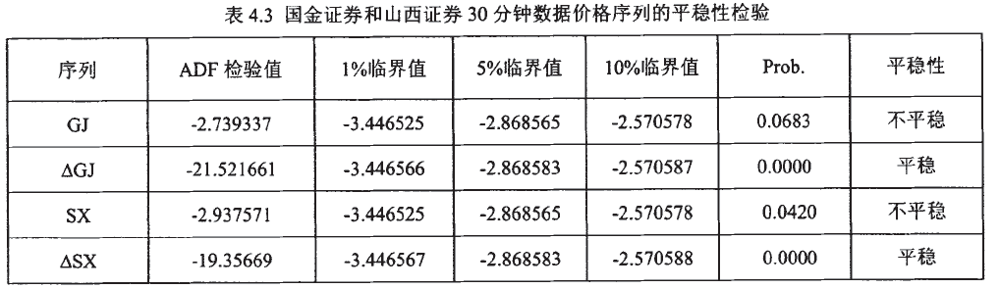 表 4.3 国金证券和山西证券 30 分钟数据价格序列的平稳性检验
序列 ADF 检验值 1%临界值 5%临界值 10%临界值 Prob. 平稳性
GJ -2.739337 -3.446525 -2.868565 -2.570578 0.0683 不平稳
ΔGJ -21.521661 -3.446566 -2.868583 -2.570587 0.0000 平稳
SX -2.937571 -3.446525 -2.868565 -2.570578 0.0420 不平稳
ΔSX -19.35669 -3.446567 -2.868583 -2.570588 0.0000 平稳